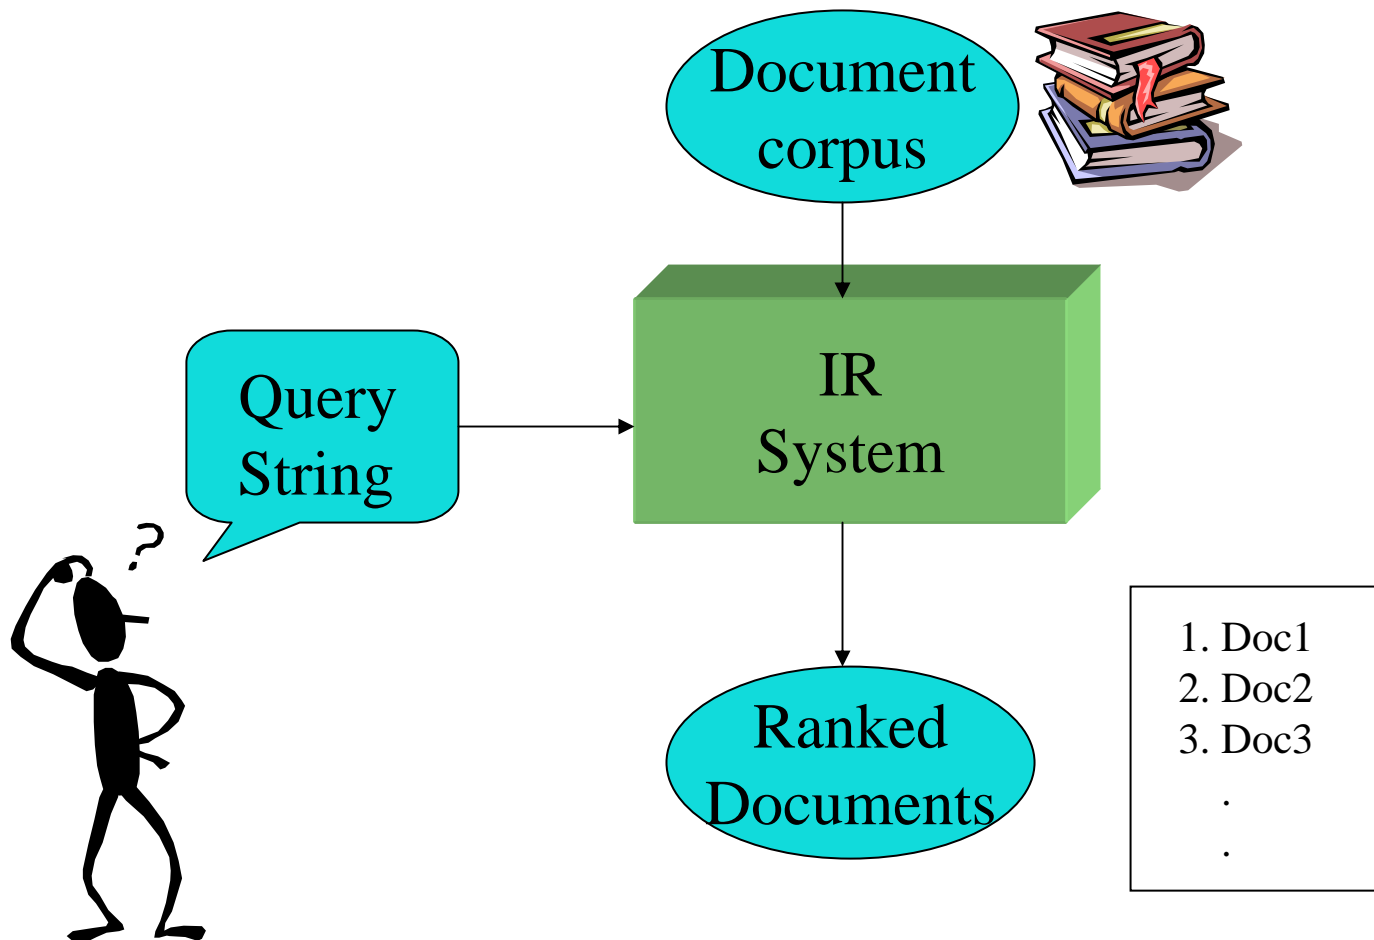 Document
corpus
IR
System
Query
String
?
Ranked
Documents
1. Doc1
2. Doc2
3. Doc3
.
.